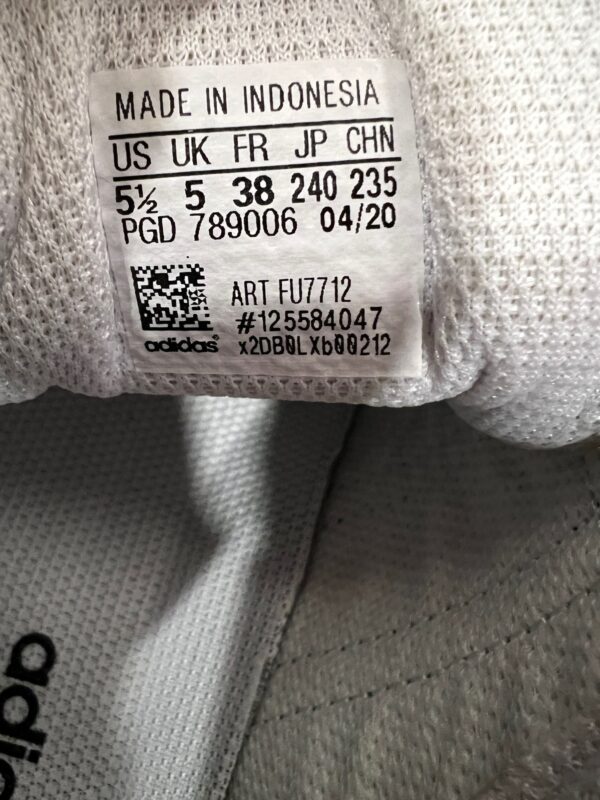 MADE IN INDONESIA
US UK FR JP CHN
5½ 5 38 240 235
PGD 789006 04/20
ART FU7712
#125584047
adidas® x2DB0LXb00212